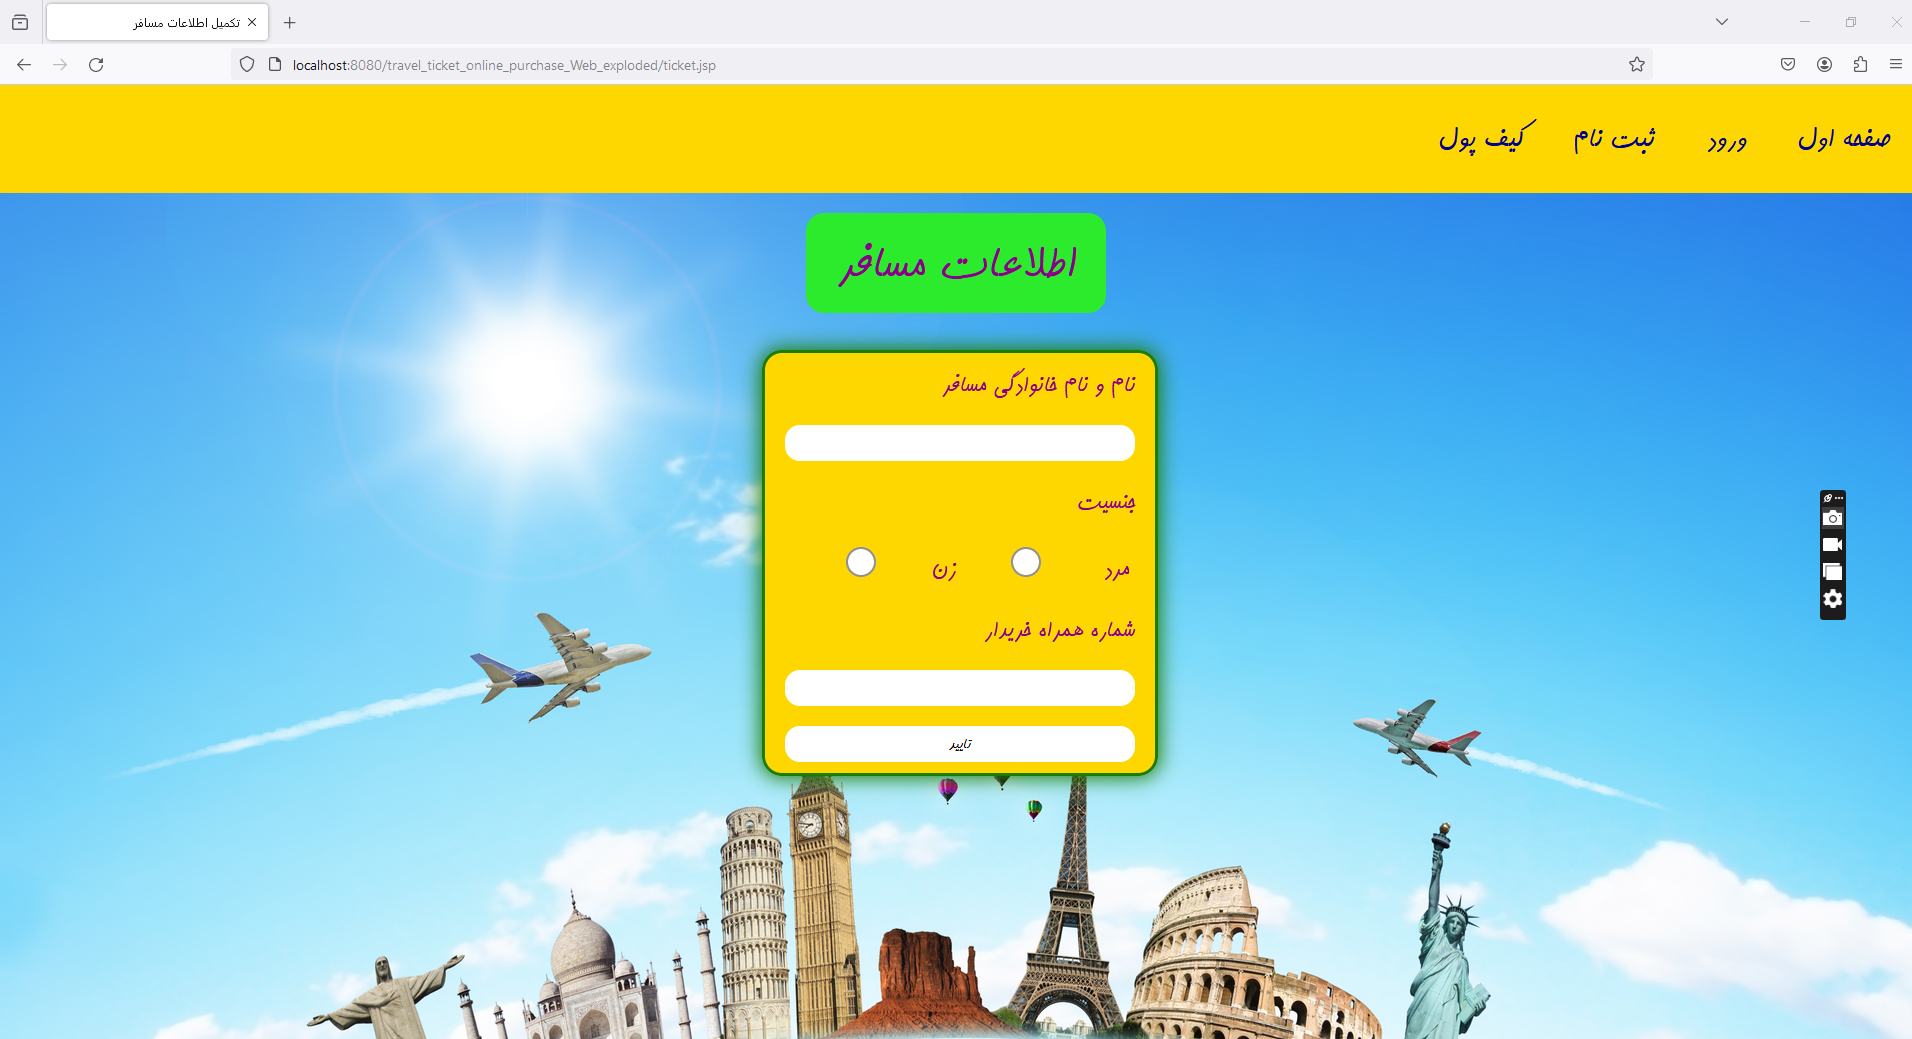 تکمیل اطلاعات مسافر
localhost:8080/travel_ticket_online_purchase_Web_exploded/ticket.jsp
صفحه اول ورود ثبت نام کیف پول
اطلاعات مسافر
نام و نام خانوادگی مسافر
جنسیت
مرد زن
شماره همراه خریدار
تایید